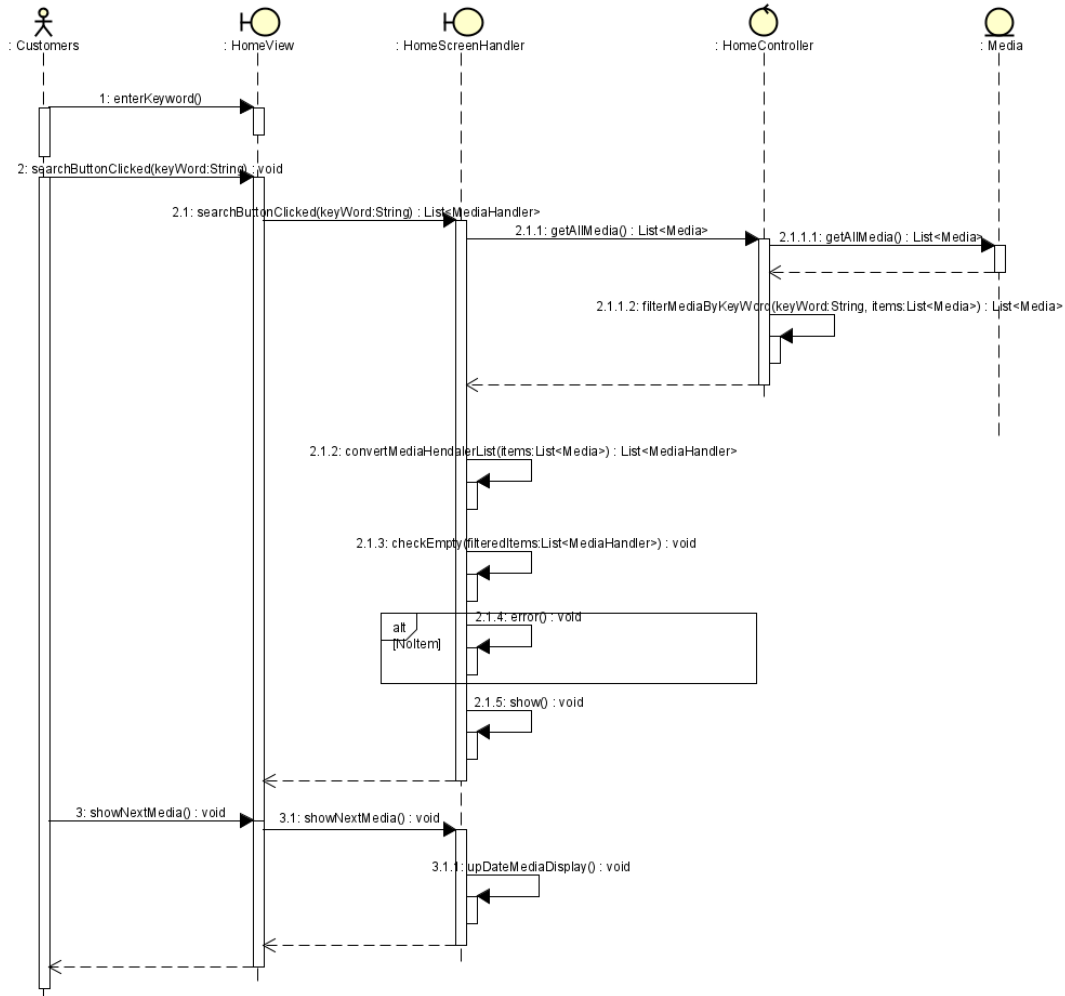 : Customers
: HomeView
: HomeScreenHandler
: HomeController
: Media
1: enterKeyword()
2: searchButtonClicked(keyWord:String) : void
2.1: searchButtonClicked(keyWord:String) : List<MediaHandler>
2.1.1: getAllMedia() : List<Media>
2.1.1.1: getAllMedia() : List<Media>
2.1.1.2: filterMediaByKeyWord(keyWord:String, items:List<Media>) : List<Media>
2.1.2: convertMediaHendalerList(items:List<Media>) : List<MediaHandler>
2.1.3: checkEmpty(filteredItems:List<MediaHandler>) : void
alt
2.1.4: error() : void
[NoItem]
2.1.5: show() : void
3: showNextMedia() : void
3.1: showNextMedia() : void
3.1.1: upDateMediaDisplay() : void